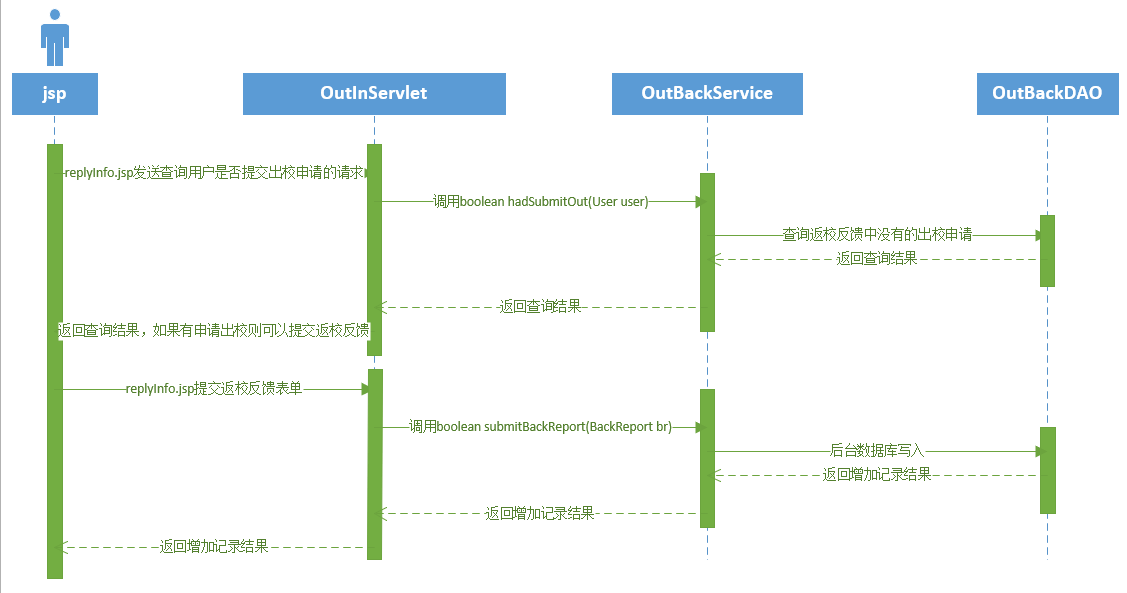 jsp
OutInServlet
OutBackService
OutBackDAO
replyInfo.jsp发送查询用户是否提交出校申请的请求
调用boolean hadSubmitOut(User user)
查询返校反馈中没有的出校申请
返回查询结果
返回查询结果
返回查询结果，如果有申请出校则可以提交返校反馈
replyInfo.jsp提交返校反馈表单
调用boolean submitBackReport(BackReport br)
后台数据库写入
返回增加记录结果
返回增加记录结果
返回增加记录结果